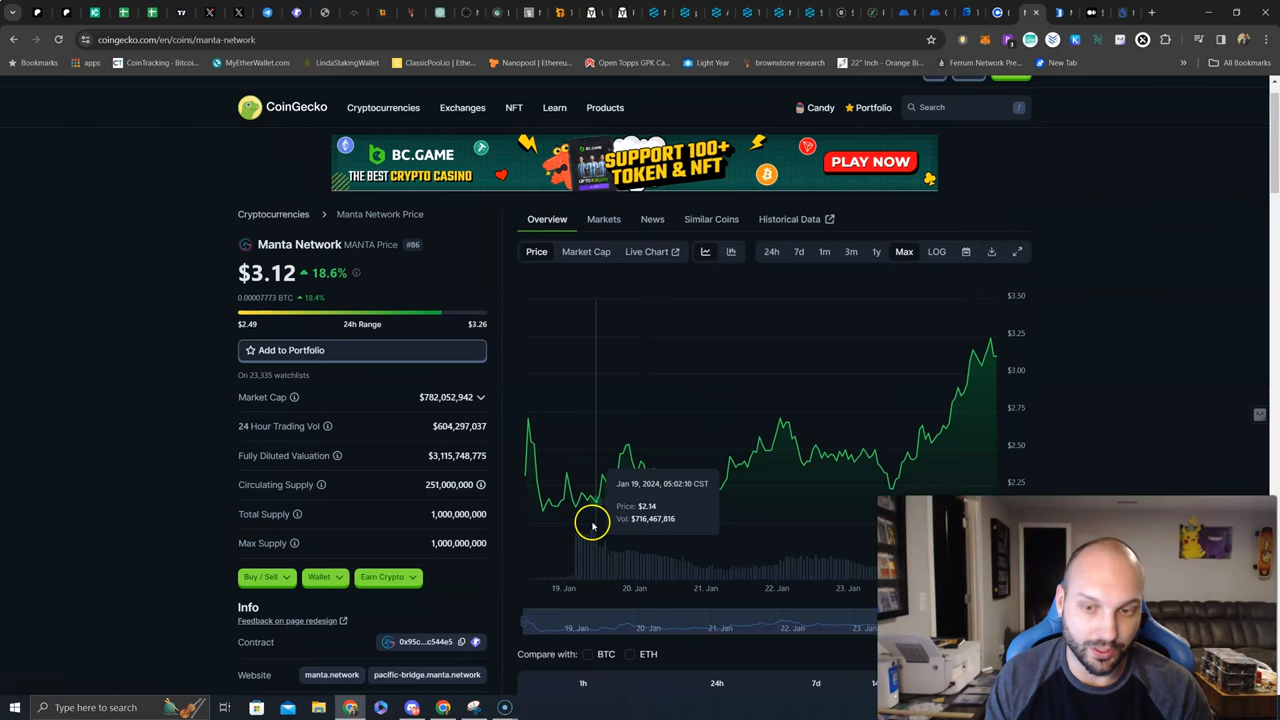 coingecko.com/en/coins/manta-network
Bookmarks apps CoinTracking - Bitcoi... MyEtherWallet.com LindaStakingWallet ClassicPool.io | Ethe... Nanopool | Ethereu... Open Topps GPK Ca... Light Year brownstone research 22" Inch - Orange Bi... Ferrum Network Pre... New Tab » All Bookmarks
CoinGecko Cryptocurrencies Exchanges NFT Learn Products Candy Portfolio Search /
BC.GAME
THE BEST CRYPTO CASINO
SUPPORT 100+
TOKEN & NFT
PLAY NOW
Cryptocurrencies > Manta Network Price
Manta Network MANTA Price #86
$3.12 18.6%
0.00007773 BTC 18.4%
$2.49 24h Range $3.26
Add to Portfolio
On 23,335 watchlists
Market Cap $782,052,942
24 Hour Trading Vol $604,297,037
Fully Diluted Valuation $3,115,748,775
Circulating Supply 251,000,000
Total Supply 1,000,000,000
Max Supply 1,000,000,000
Buy / Sell Wallet Earn Crypto
Info
Feedback on page redesign
Contract 0x95c...c544e5
Website manta.network pacific-bridge.manta.network
Overview Markets News Similar Coins Historical Data
Price Market Cap Live Chart 24h 7d 1m 3m 1y Max LOG
$3.50
$3.25
$3.00
$2.75
$2.50
$2.25
Jan 19, 2024, 05:02:10 CST
Price: $2.14
Vol: $716,467,816
19. Jan 20. Jan 21. Jan 22. Jan 23. Jan
19. Jan 20. Jan 21. Jan 22. Jan
Compare with: BTC ETH
1h 24h 7d
Type here to search